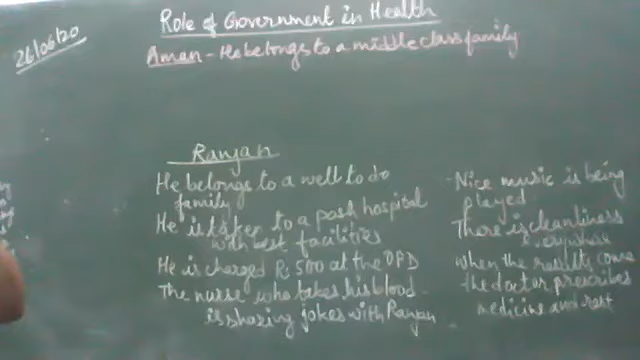 26/06/20
Role of Government in Health
Aman - He belongs to a middle class family
Ranjan
He belongs to a well to do
family
He is taken to a posh hospital
with best facilities
He is charged Rs 500 at the OPD
The nurse who takes his blood
is sharing jokes with Ranjan
- Nice music is being
played
There is cleanliness
everywhere
When the results come
the doctor prescribes
medicine and rest